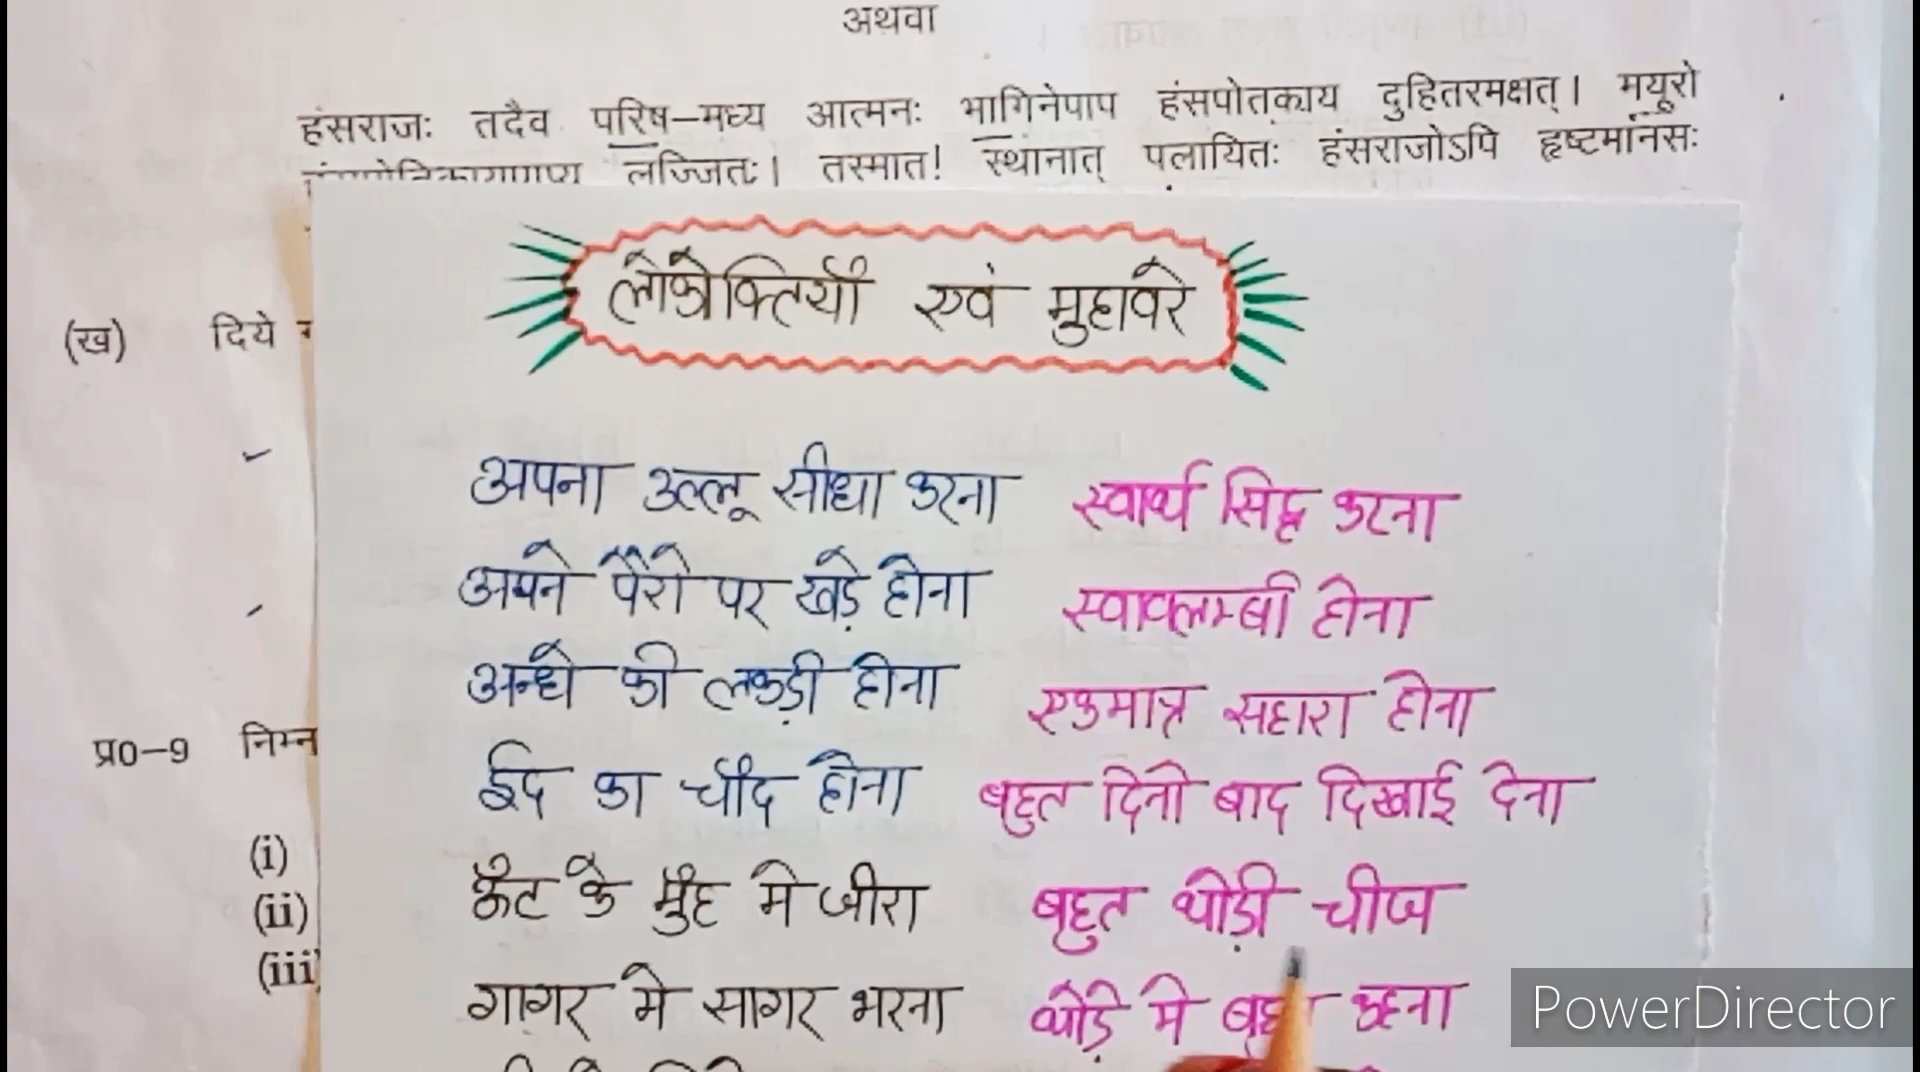 अथवा
हंसराजः तदैव परिष–मध्य आत्मनः भागिनेपाप हंसपोतकाय दुहितरमक्षत्। मयूरो
लज्जितः। तस्मात! स्थानात् पलायितः हंसराजोऽपि हृष्टमानसः
लोकोक्तियाँ एवं मुहावरे
(ख) दिये
अपना उल्लू सीधा करना स्वार्थ सिद्ध करना
अपने पैरो पर खड़े होना स्वावलम्बी होना
अन्धे की लकड़ी होना एकमात्र सहारा होना
प्र0–9 निम्न
ईद का चाँद होना बहुत दिनो बाद दिखाई देना
(i)
ऊँट के मुँह मे जीरा बहुत थोड़ी चीज
(ii)
(iii)
गागर मे सागर भरना थोड़े मे कहना
PowerDirector